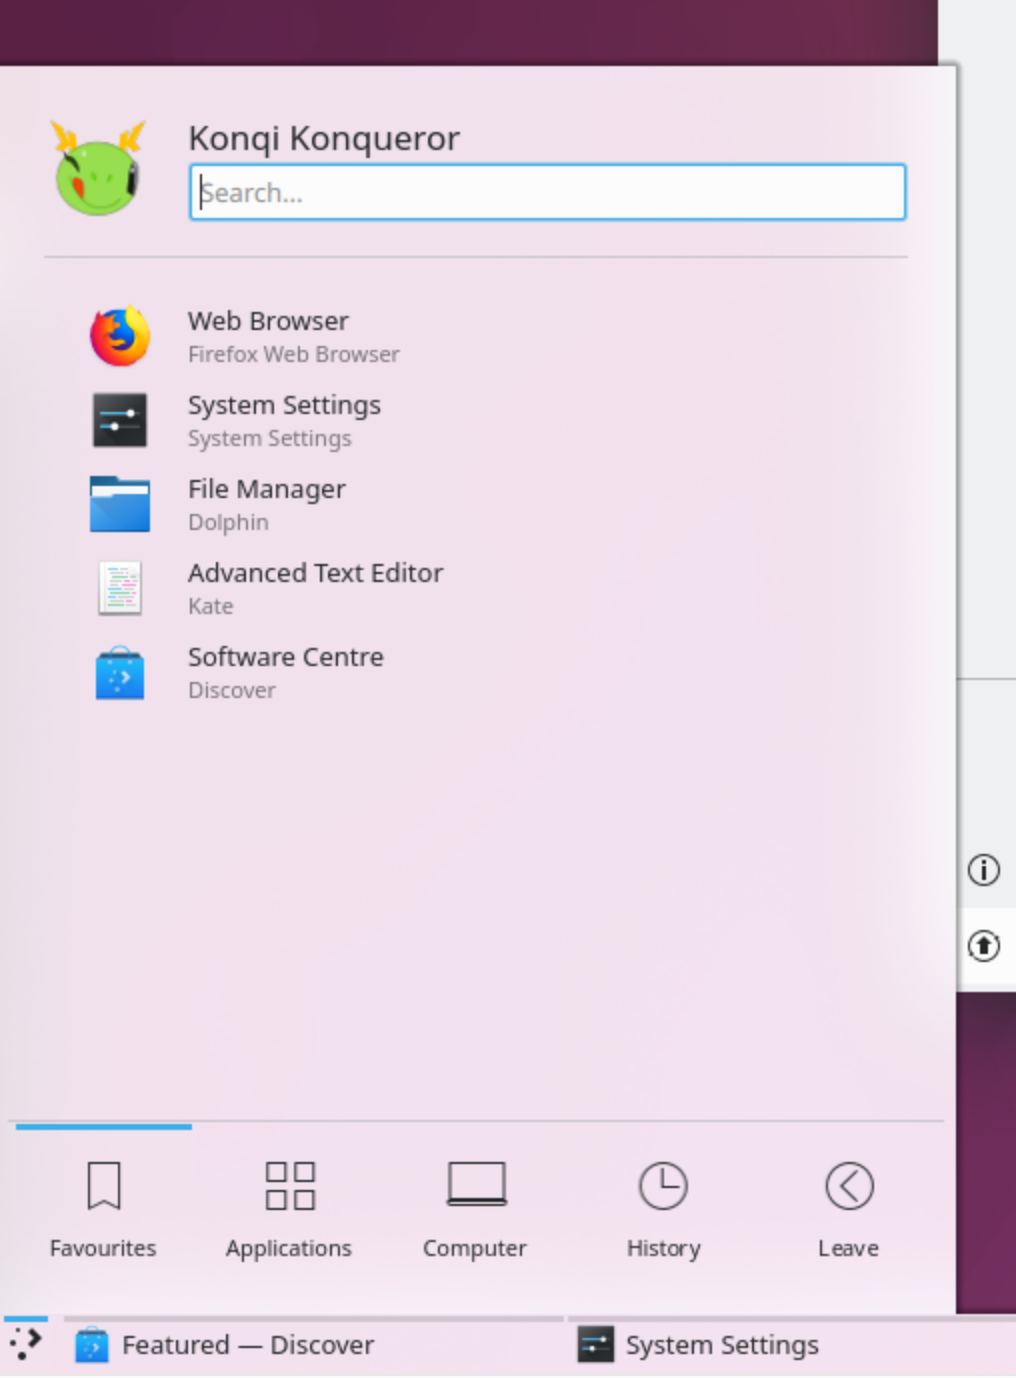 Konqi Konqueror
Search...
Web Browser
Firefox Web Browser
System Settings
System Settings
File Manager
Dolphin
Advanced Text Editor
Kate
Software Centre
Discover
Favourites
Applications
Computer
History
Leave
Featured — Discover
System Settings